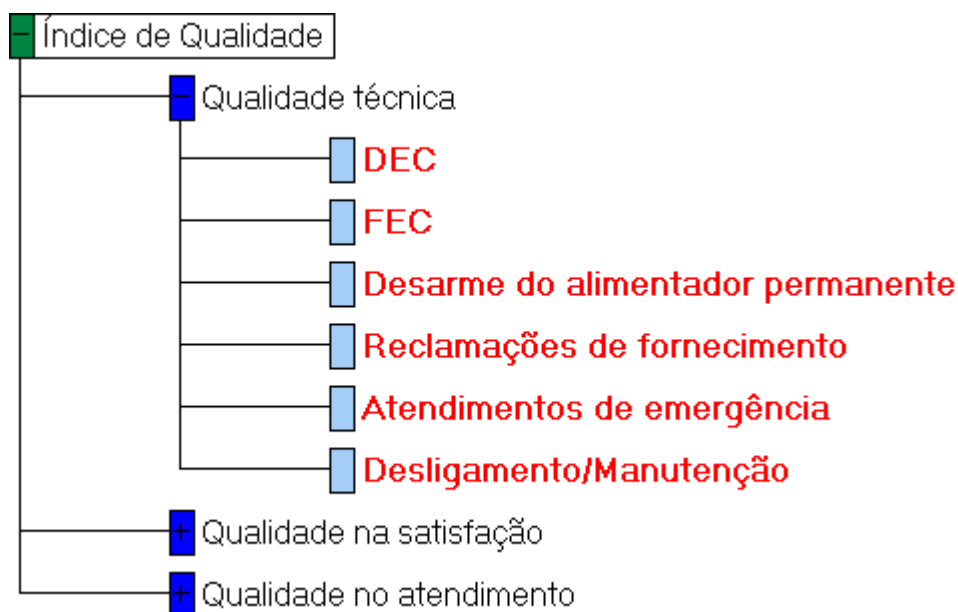 Índice de Qualidade
Qualidade técnica
DEC
FEC
Desarme do alimentador permanente
Reclamações de fornecimento
Atendimentos de emergência
Desligamento/Manutenção
Qualidade na satisfação
Qualidade no atendimento